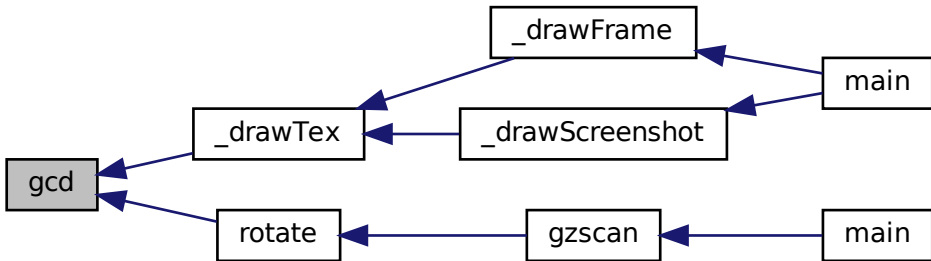 _drawFrame
main
_drawTex
_drawScreenshot
gcd
rotate
gzscan
main